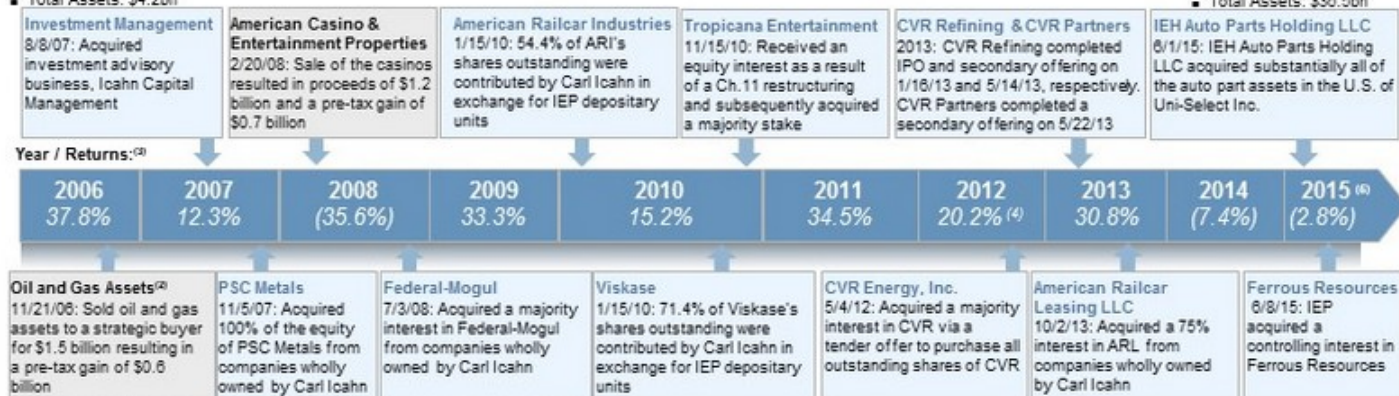 ▪ Total Assets: $4.2bn
▪ Total Assets: $36.5bn
Investment Management
8/8/07: Acquired
investment advisory
business, Icahn Capital
Management
American Casino &
Entertainment Properties
2/20/08: Sale of the casinos
resulted in proceeds of $1.2
billion and a pre-tax gain of
$0.7 billion
American Railcar Industries
1/15/10: 54.4% of ARI's
shares outstanding were
contributed by Carl Icahn in
exchange for IEP depositary
units
Tropicana Entertainment
11/15/10: Received an
equity interest as a result
of a Ch.11 restructuring
and subsequently acquired
a majority stake
CVR Refining & CVR Partners
2013: CVR Refining completed
IPO and secondary offering on
1/16/13 and 5/14/13, respectively.
CVR Partners completed a
secondary offering on 5/22/13
IEH Auto Parts Holding LLC
6/1/15: IEH Auto Parts Holding
LLC acquired substantially all of
the auto part assets in the U.S. of
Uni-Select Inc.
Year / Returns:(3)
2006
37.8%
2007
12.3%
2008
(35.6%)
2009
33.3%
2010
15.2%
2011
34.5%
2012
20.2% (4)
2013
30.8%
2014
(7.4%)
2015 (6)
(2.8%)
Oil and Gas Assets(2)
11/21/06: Sold oil and gas
assets to a strategic buyer
for $1.5 billion resulting in
a pre-tax gain of $0.6
billion
PSC Metals
11/5/07: Acquired
100% of the equity
of PSC Metals from
companies wholly
owned by Carl Icahn
Federal-Mogul
7/3/08: Acquired a majority
interest in Federal-Mogul
from companies wholly
owned by Carl Icahn
Viskase
1/15/10: 71.4% of Viskase's
shares outstanding were
contributed by Carl Icahn in
exchange for IEP depositary
units
CVR Energy, Inc.
5/4/12: Acquired a majority
interest in CVR via a
tender offer to purchase all
outstanding shares of CVR
American Railcar
Leasing LLC
10/2/13: Acquired a 75%
interest in ARL from
companies wholly owned
by Carl Icahn
Ferrous Resources
6/8/15: IEP
acquired a
controlling interest in
Ferrous Resources